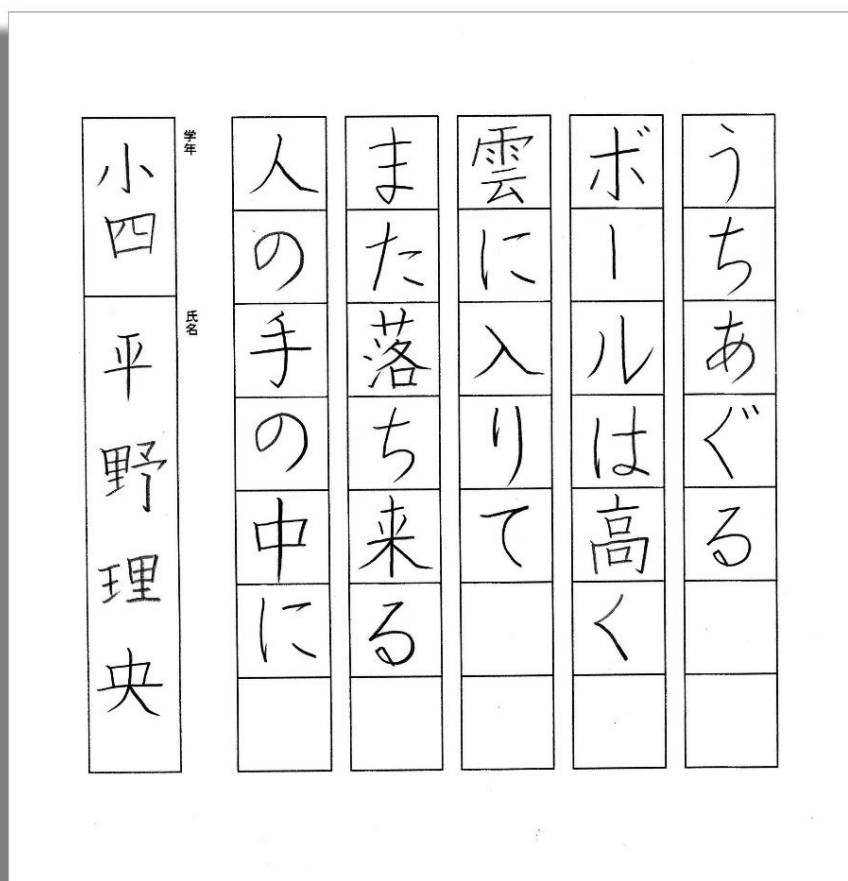 うちあぐる
ボールは高く
雲に入りて
また落ち来る
人の手の中に
学年
小四
氏名
平野理央